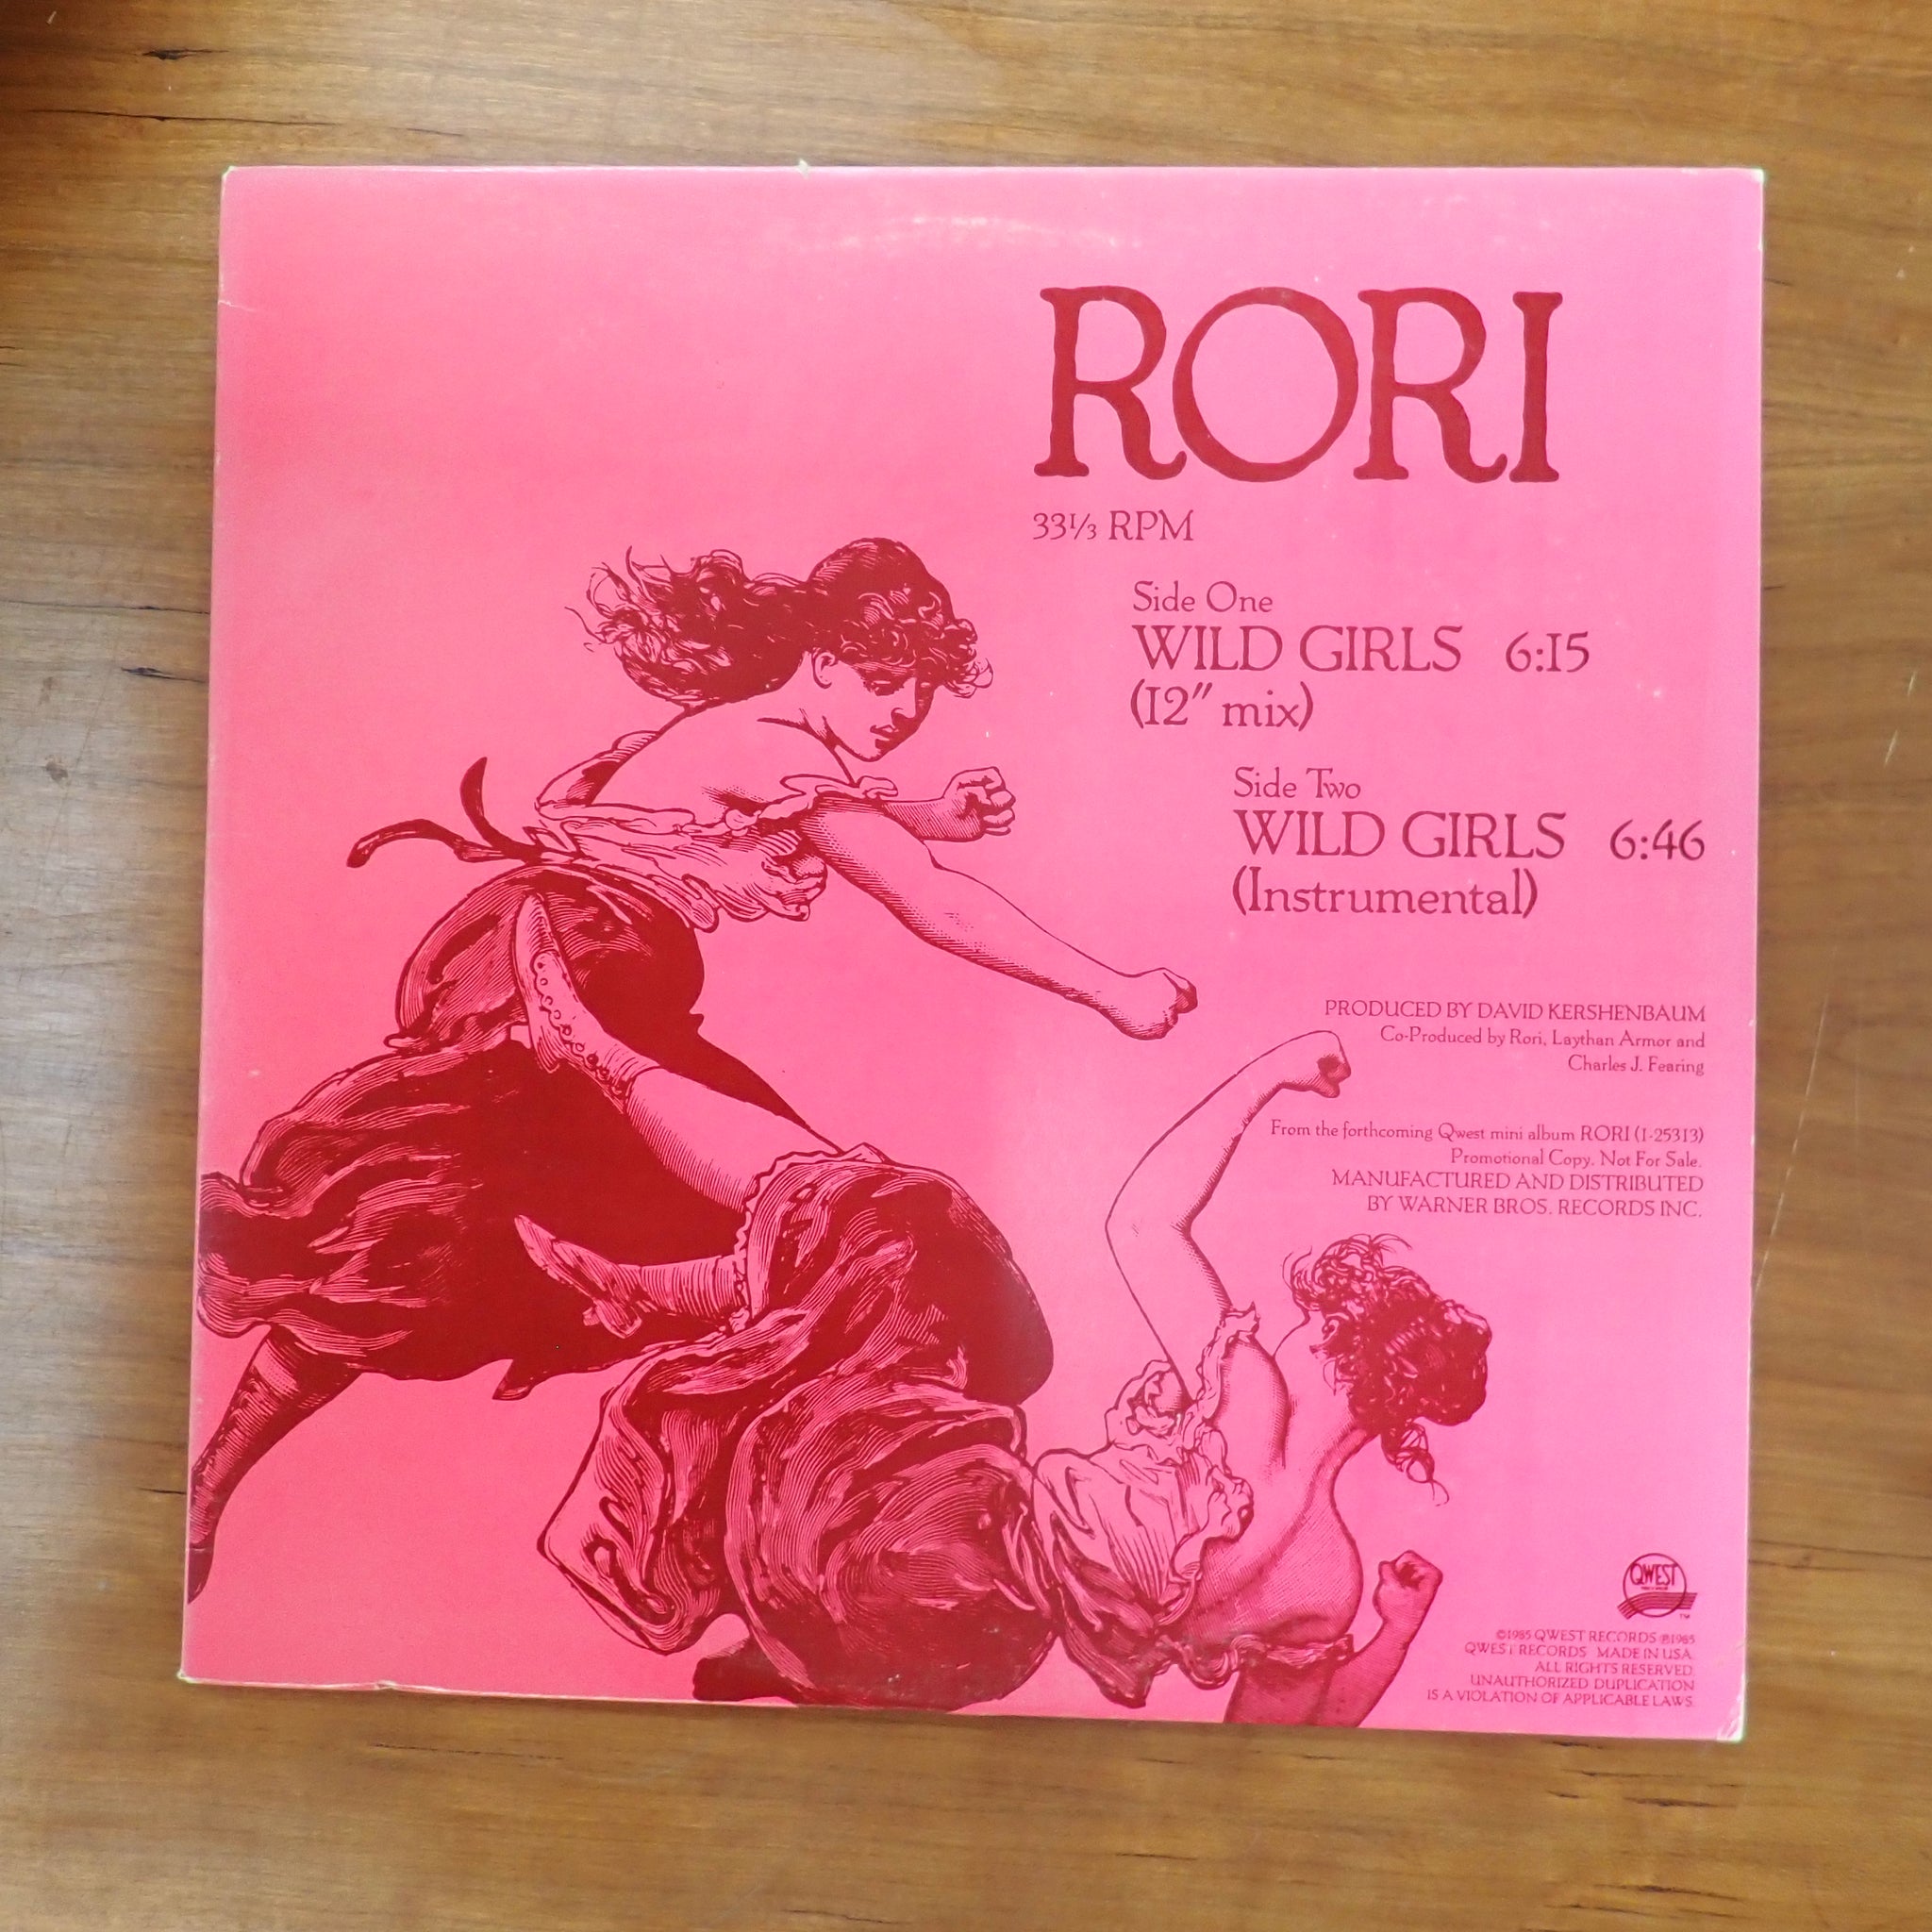 RORI
33⅓ RPM
Side One
WILD GIRLS 6:15
(12" mix)
Side Two
WILD GIRLS 6:46
(Instrumental)
PRODUCED BY DAVID KERSHENBAUM
Co-Produced by Rori, Laythan Armor and
Charles J. Fearing
From the forthcoming Qwest mini album RORI (1-25313)
Promotional Copy. Not For Sale.
MANUFACTURED AND DISTRIBUTED
BY WARNER BROS. RECORDS INC.
QWEST
TM
©1985 QWEST RECORDS ℗1985
QWEST RECORDS MADE IN USA.
ALL RIGHTS RESERVED.
UNAUTHORIZED DUPLICATION
IS A VIOLATION OF APPLICABLE LAWS.